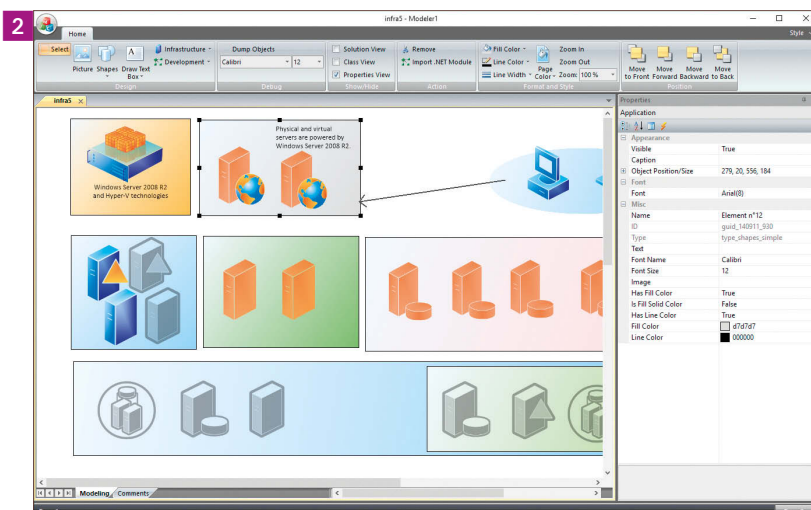 2
infra5 - Modeler1
Home
Style
Select
Picture
Shapes
Draw Text Box
Infrastructure
Development
Design
Dump Objects
Calibri
12
Debug
Solution View
Class View
Properties View
Show/Hide
Remove
Import .NET Module
Action
Fill Color
Line Color
Line Width
Page Color
Zoom In
Zoom Out
Zoom: 100 %
Format and Style
Move to Front
Move Forward
Move Backward
Move to Back
Position
infra5
Windows Server 2008 R2
and Hyper-V technologies
Physical and virtual
servers are powered by
Windows Server 2008 R2.
Modeling
Comments
Properties
Application
Appearance
Visible True
Caption
Object Position/Size 279, 20, 556, 184
Font
Font Arial(8)
Misc
Name Element n°12
ID guid_140911_930
Type type_shapes_simple
Text
Font Name Calibri
Font Size 12
Image
Has Fill Color True
Is Fill Solid Color False
Has Line Color True
Fill Color d7d7d7
Line Color 000000